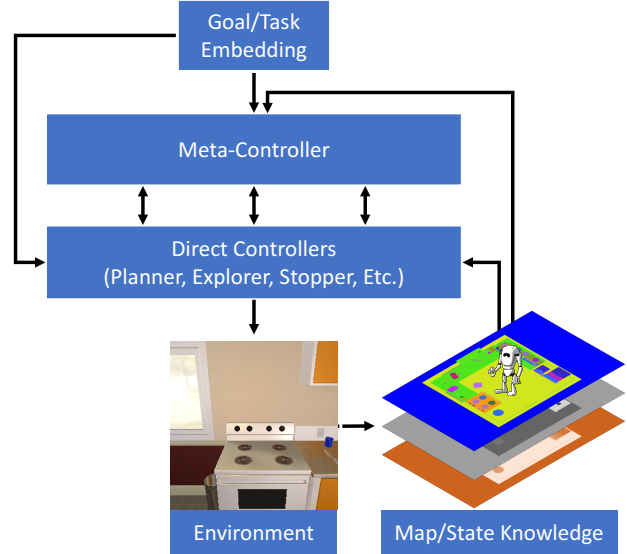 Goal/Task
Embedding
Meta-Controller
Direct Controllers
(Planner, Explorer, Stopper, Etc.)
Environment
Map/State Knowledge